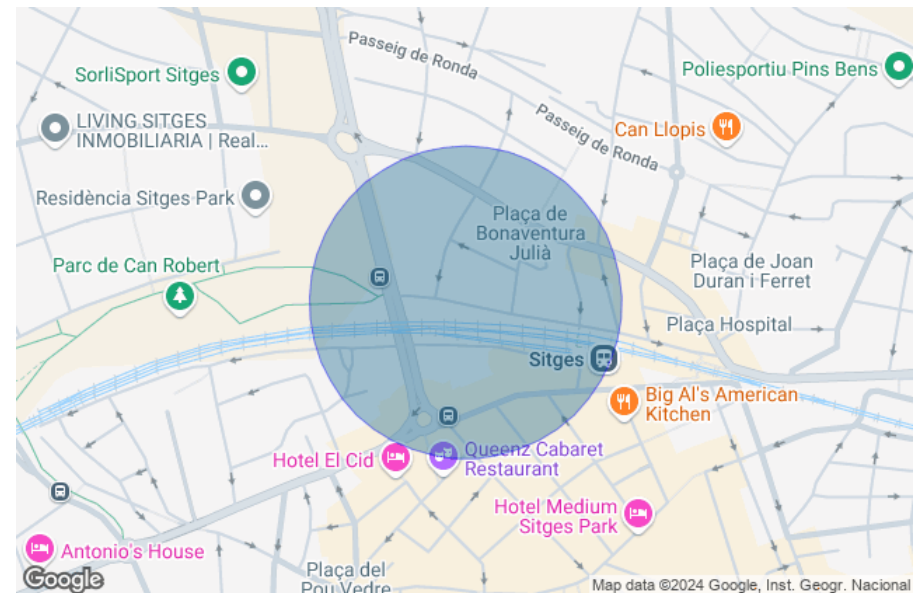 Passeig de Ronda
SorliSport Sitges
Poliesportiu Pins Bens
LIVING SITGES
INMOBILIARIA | Real...
Can Llopis
Passeig de Ronda
Residència Sitges Park
Plaça de
Bonaventura
Julià
Parc de Can Robert
Plaça de Joan
Duran i Ferret
Plaça Hospital
Sitges
Big Al's American
Kitchen
Hotel El Cid
Queenz Cabaret
Restaurant
Hotel Medium
Sitges Park
Antonio's House
Plaça del
Pou Vedre
Google
Map data ©2024 Google, Inst. Geogr. Nacional